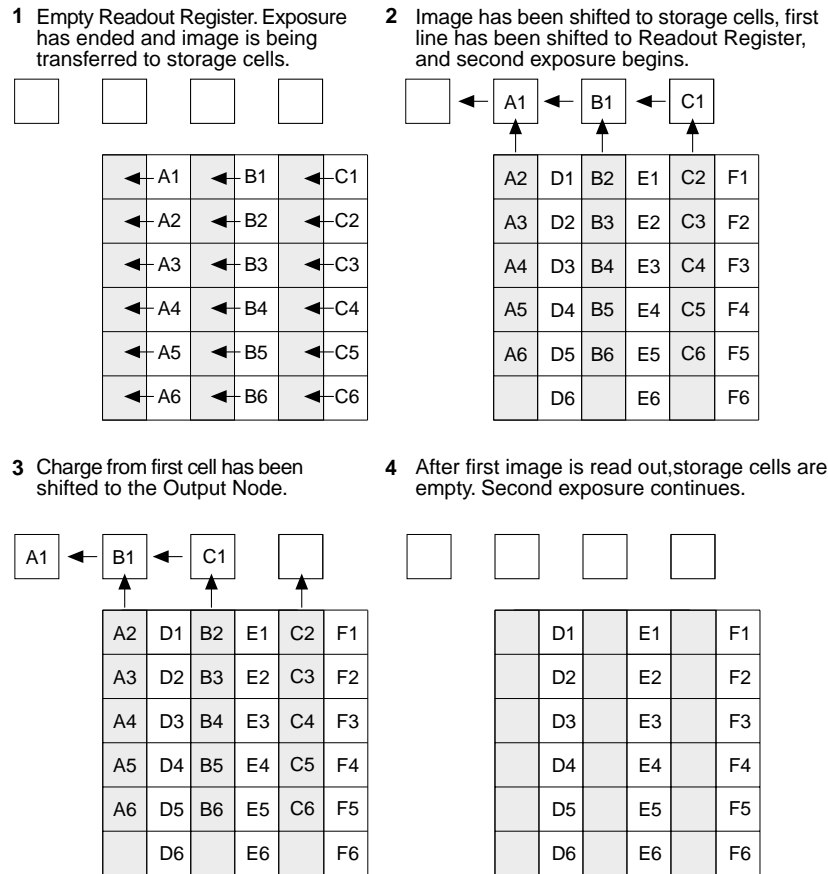 1 Empty Readout Register. Exposure
has ended and image is being
transferred to storage cells.
A1 B1 C1
A2 B2 C2
A3 B3 C3
A4 B4 C4
A5 B5 C5
A6 B6 C6
2 Image has been shifted to storage cells, first
line has been shifted to Readout Register,
and second exposure begins.
A1 B1 C1
A2 D1 B2 E1 C2 F1
A3 D2 B3 E2 C3 F2
A4 D3 B4 E3 C4 F3
A5 D4 B5 E4 C5 F4
A6 D5 B6 E5 C6 F5
D6 E6 F6
3 Charge from first cell has been
shifted to the Output Node.
A1 B1 C1
A2 D1 B2 E1 C2 F1
A3 D2 B3 E2 C3 F2
A4 D3 B4 E3 C4 F3
A5 D4 B5 E4 C5 F4
A6 D5 B6 E5 C6 F5
D6 E6 F6
4 After first image is read out,storage cells are
empty. Second exposure continues.
D1 E1 F1
D2 E2 F2
D3 E3 F3
D4 E4 F4
D5 E5 F5
D6 E6 F6